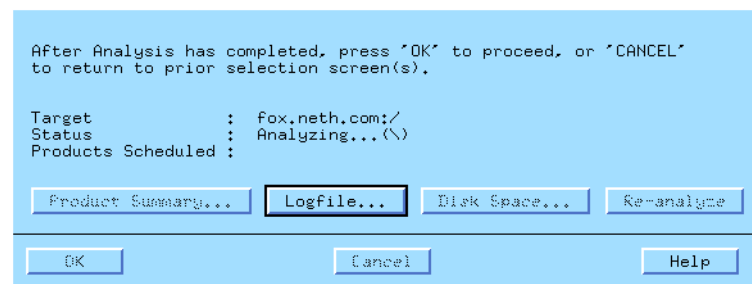 After Analysis has completed, press 'OK' to proceed, or 'CANCEL'
to return to prior selection screen(s).
Target : fox.neth.com:/
Status : Analyzing...(\)
Products Scheduled :
Product Summary... Logfile... Disk Space... Re-analyze
OK Cancel Help